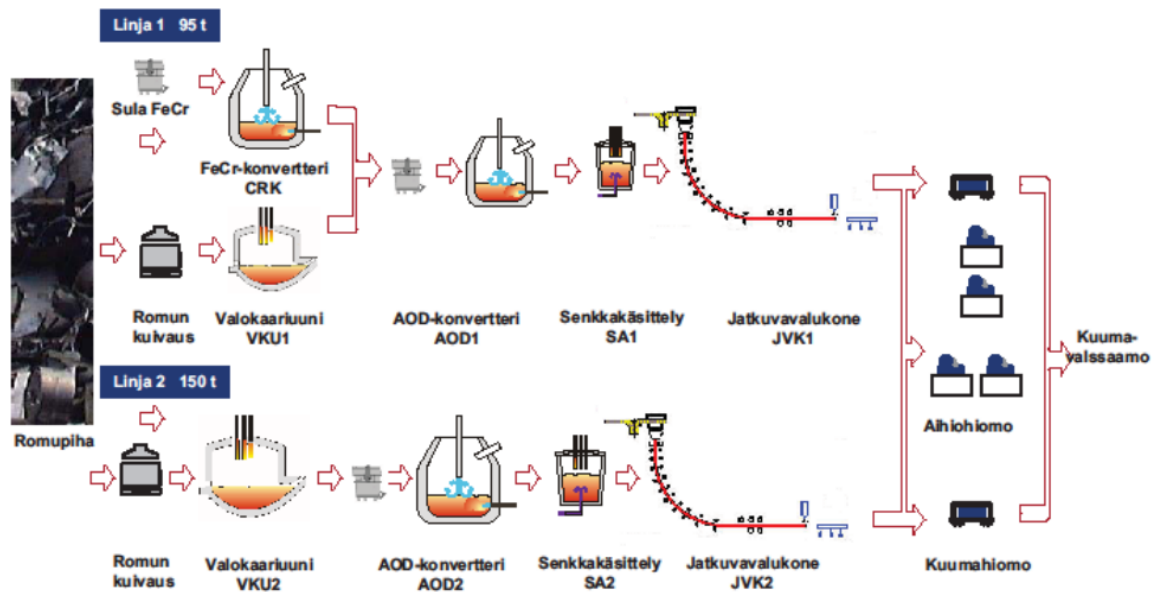 Linja 1 95 t
Sula FeCr
FeCr-konvertteri
CRK
Romun
kuivaus
Valokaariuuni
VKU1
AOD-konvertteri
AOD1
Senkkakäsittely
SA1
Jatkuvavalukone
JVK1
Kuuma-
valssaamo
Linja 2 150 t
Romupiha
Aihiohiomo
Romun
kuivaus
Valokaariuuni
VKU2
AOD-konvertteri
AOD2
Senkkakäsittely
SA2
Jatkuvavalukone
JVK2
Kuumahiomo